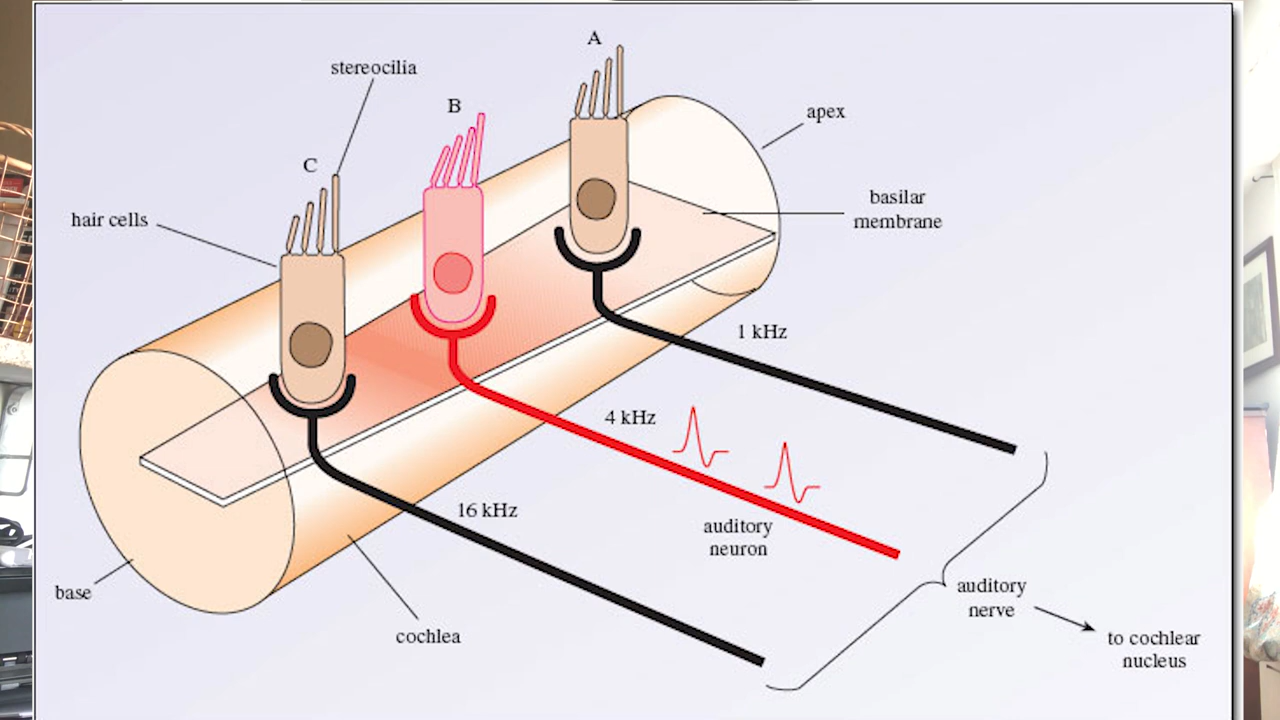 A
stereocilia
B
apex
C
basilar
membrane
hair cells
1 kHz
4 kHz
16 kHz
auditory
neuron
base
auditory
nerve
cochlea
to cochlear
nucleus